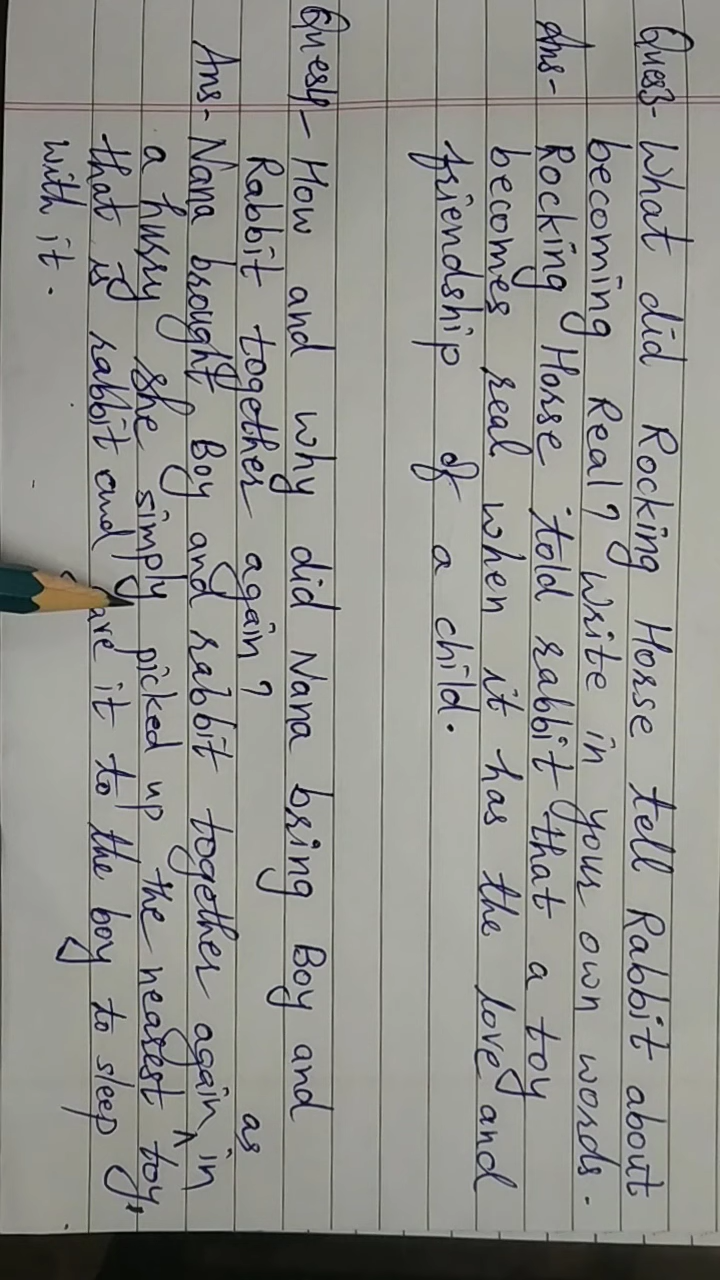 Ques3- What did Rocking Horse tell Rabbit about
becoming Real? Write in your own words.
Ans- Rocking Horse told rabbit that a toy
becomes real when it has the love and
friendship of a child.
Ques4- How and why did Nana bring Boy and
Rabbit together again?
Ans- Nana brought Boy and rabbit together again, as in
a hurry she simply picked up the nearest toy,
that is rabbit and it to the boy to sleep
with it.